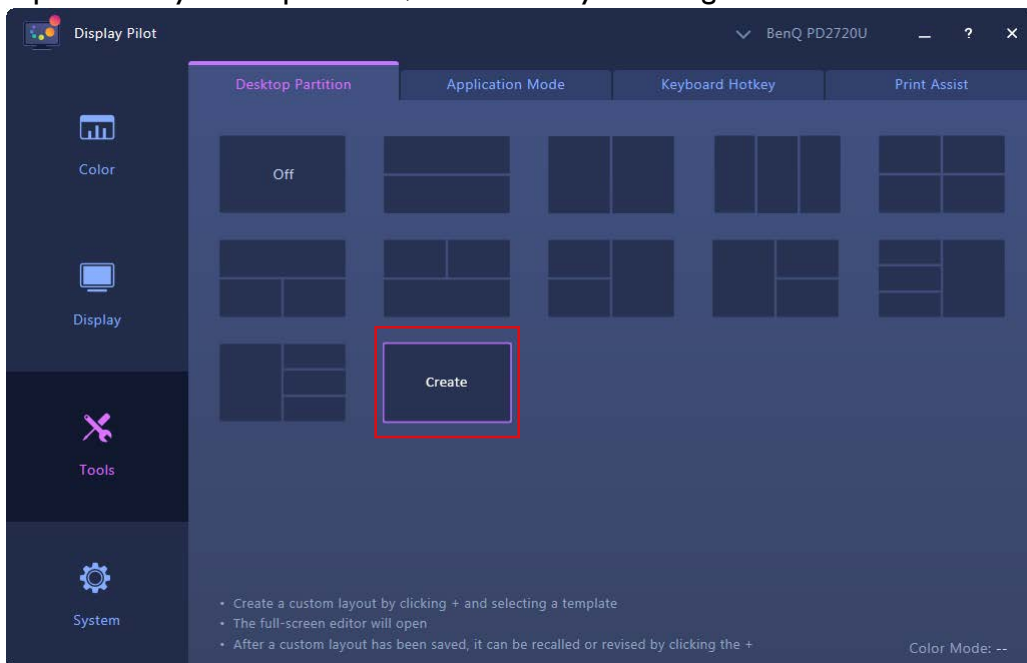 Display Pilot
BenQ PD2720U
?
Desktop Partition
Application Mode
Keyboard Hotkey
Print Assist
Color
Off
Display
Create
Tools
System
• Create a custom layout by clicking + and selecting a template
• The full-screen editor will open
• After a custom layout has been saved, it can be recalled or revised by clicking the +
Color Mode: --